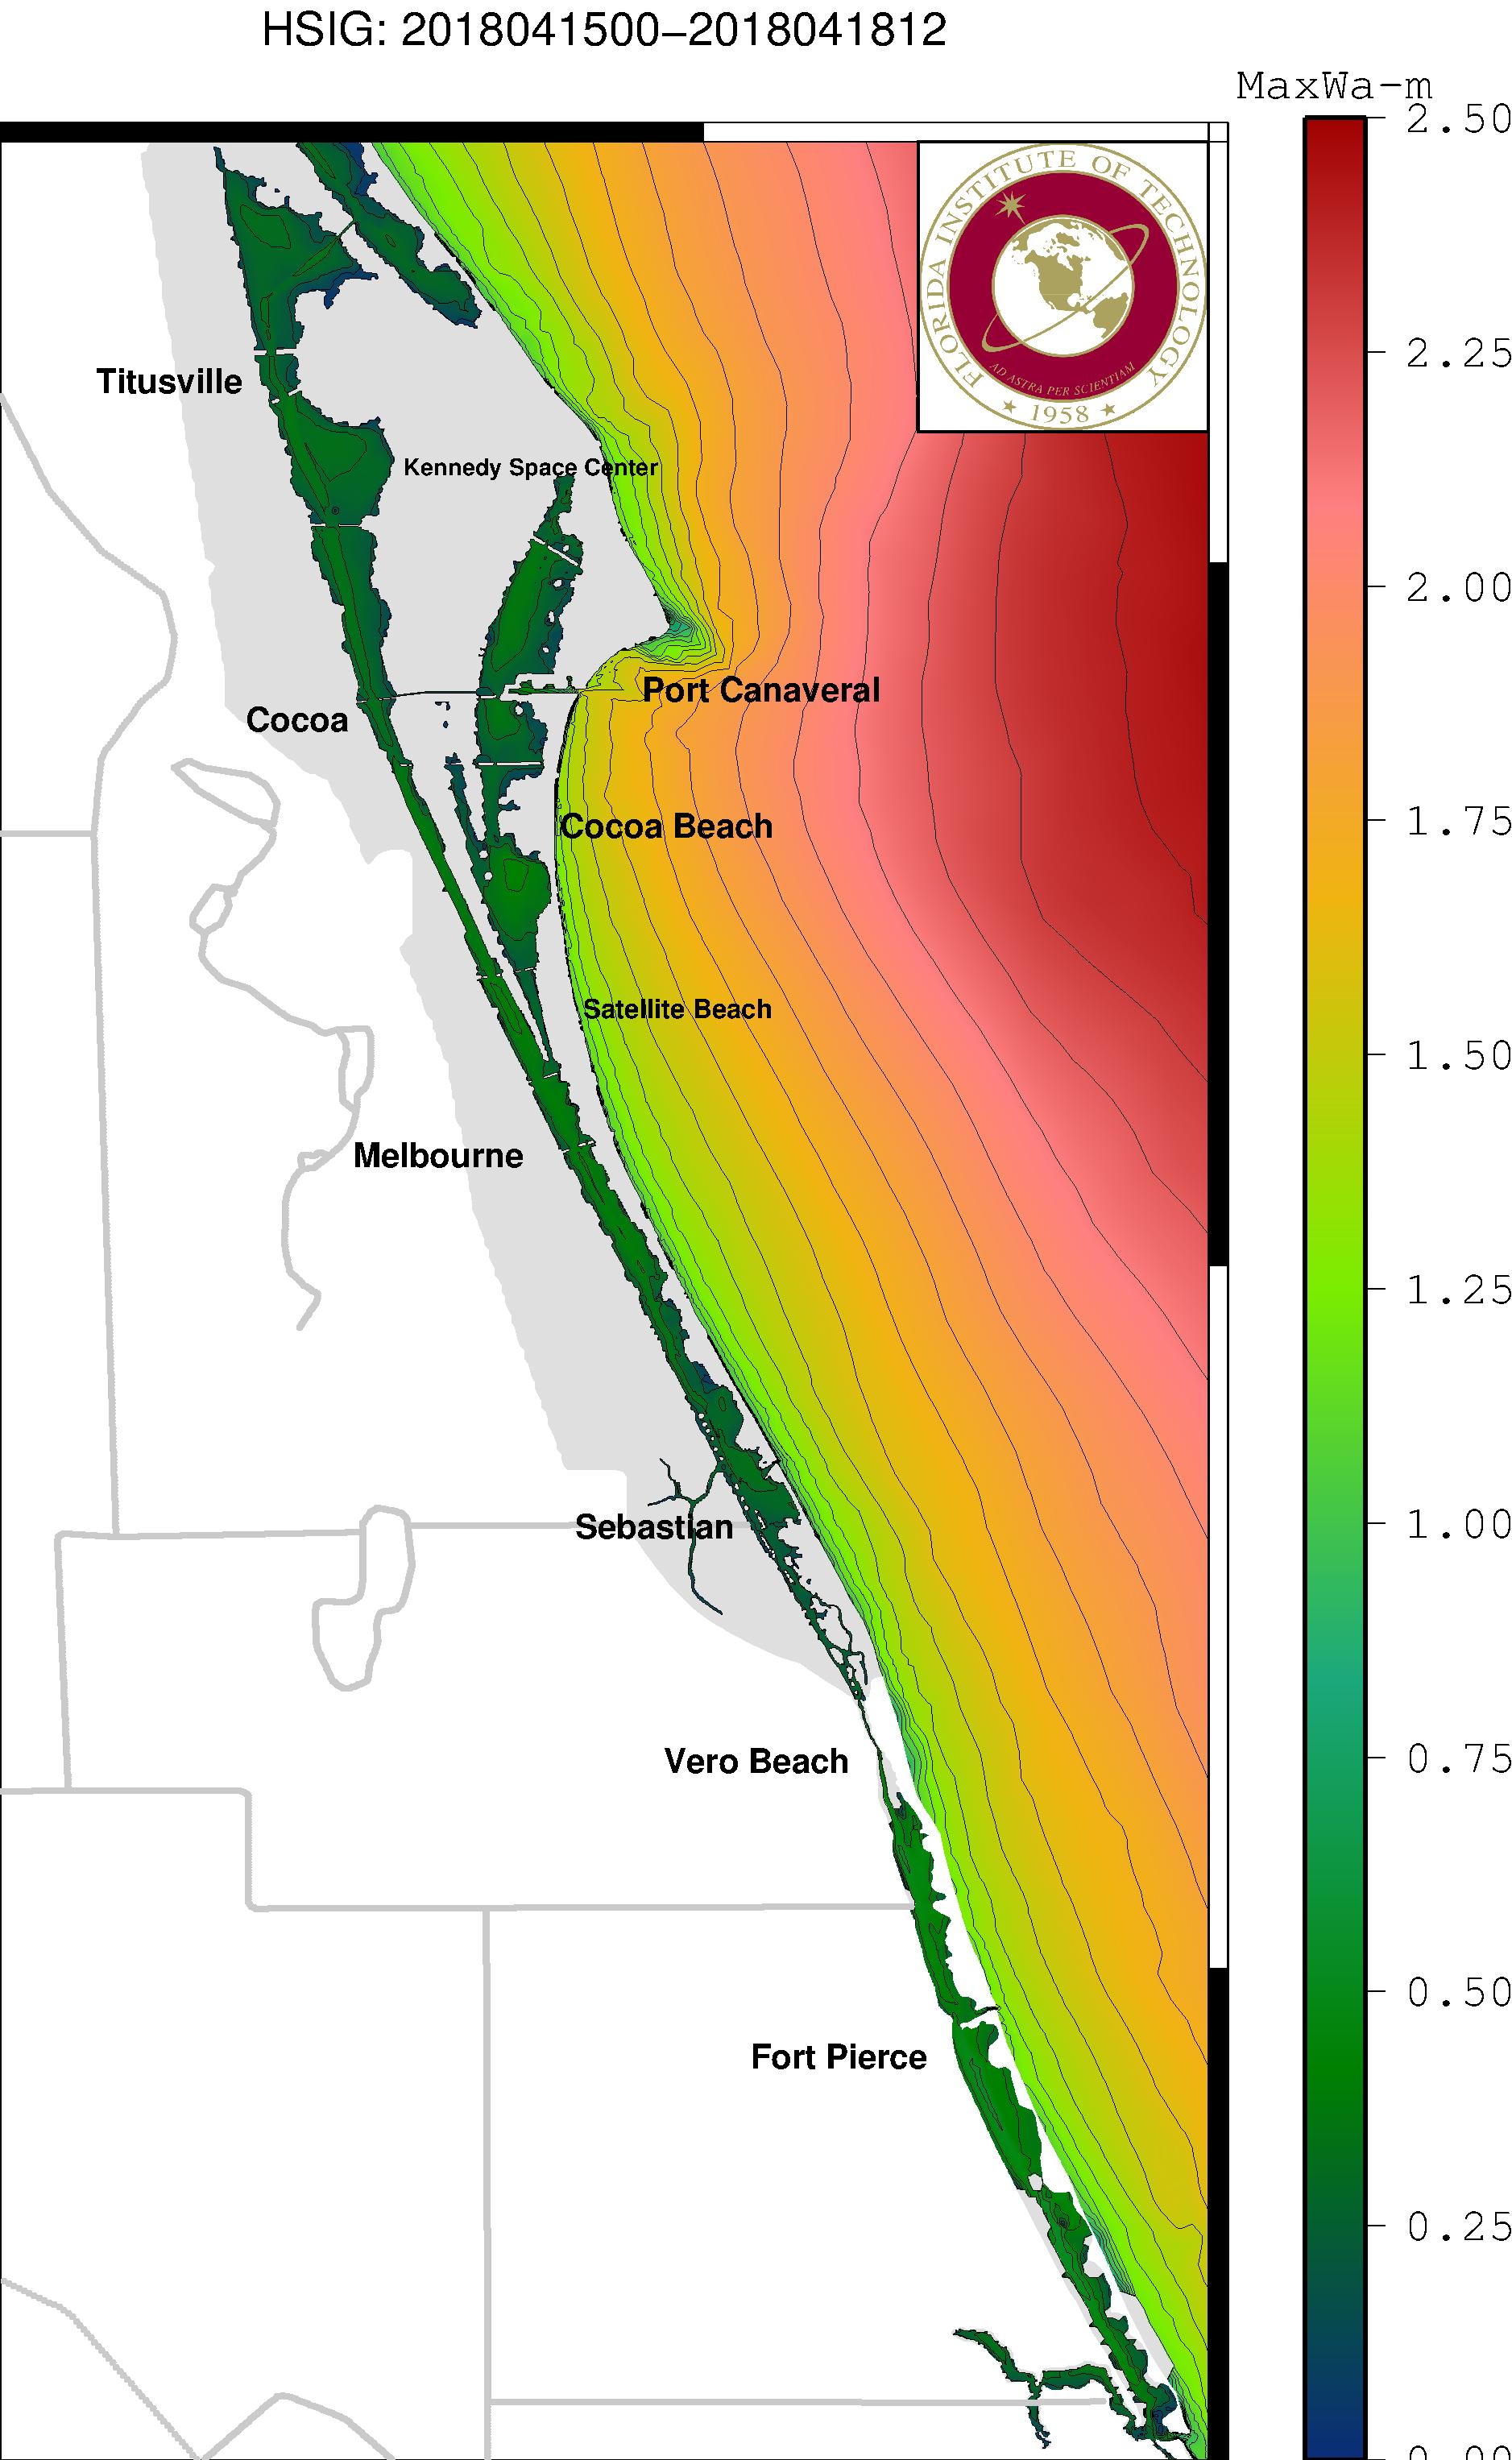 HSIG: 2018041500–2018041812
MaxWa-m
2.50
2.25
2.00
1.75
1.50
1.25
1.00
0.75
0.50
0.25
0.00
FLORIDA INSTITUTE OF TECHNOLOGY
AD ASTRA PER SCIENTIAM
★ 1958 ★
Titusville
Kennedy Space Center
Port Canaveral
Cocoa
Cocoa Beach
Satellite Beach
Melbourne
Sebastian
Vero Beach
Fort Pierce